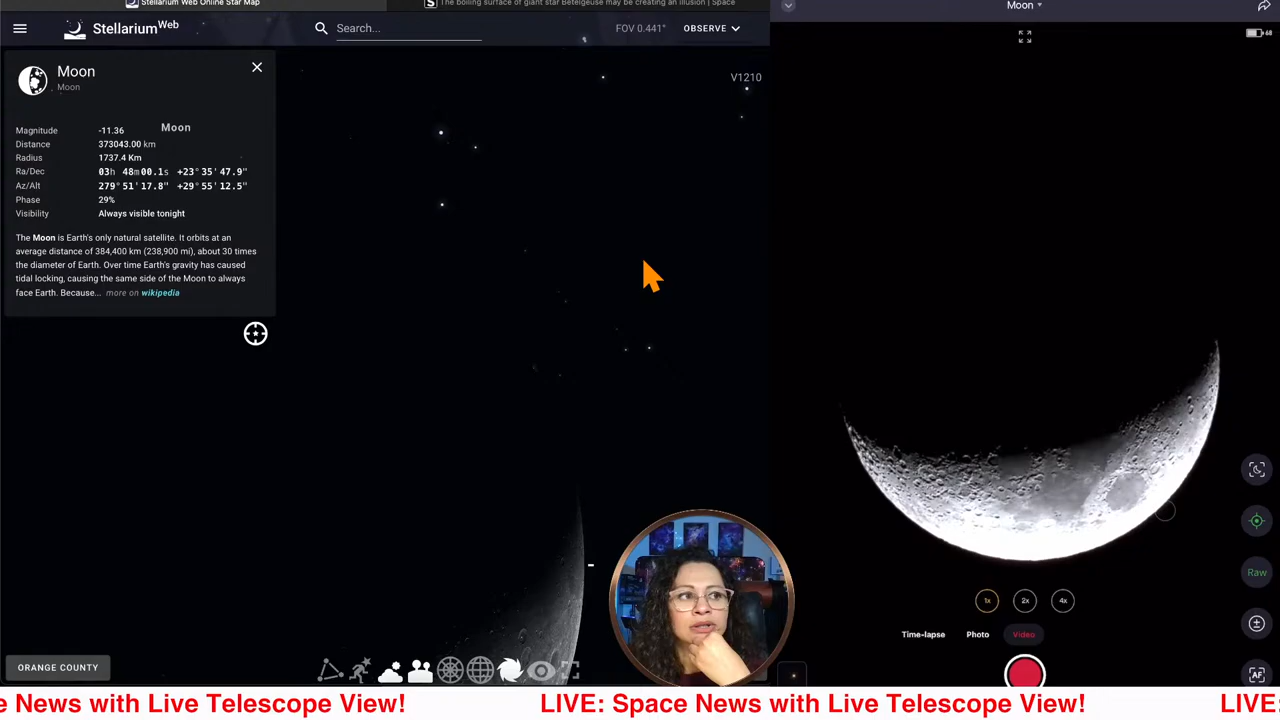 Stellarium Web Online Star Map
The boiling surface of giant star Betelgeuse may be creating an illusion | Space
Moon
68
StellariumWeb
Search...
FOV 0.441°
OBSERVE
Moon
Moon
V1210
Moon
Magnitude -11.36
Distance 373043.00 km
Radius 1737.4 Km
Ra/Dec 03h 48m00.1s +23°35'47.9"
Az/Alt 279°51'17.8" +29°55'12.5"
Phase 29%
Visibility Always visible tonight
The Moon is Earth's only natural satellite. It orbits at an
average distance of 384,400 km (238,900 mi), about 30 times
the diameter of Earth. Over time Earth's gravity has caused
tidal locking, causing the same side of the Moon to always
face Earth. Because... more on wikipedia
Raw
1x 2x 4x
Time-lapse Photo Video
ORANGE COUNTY
AF
e News with Live Telescope View! LIVE: Space News with Live Telescope View! LIVE: